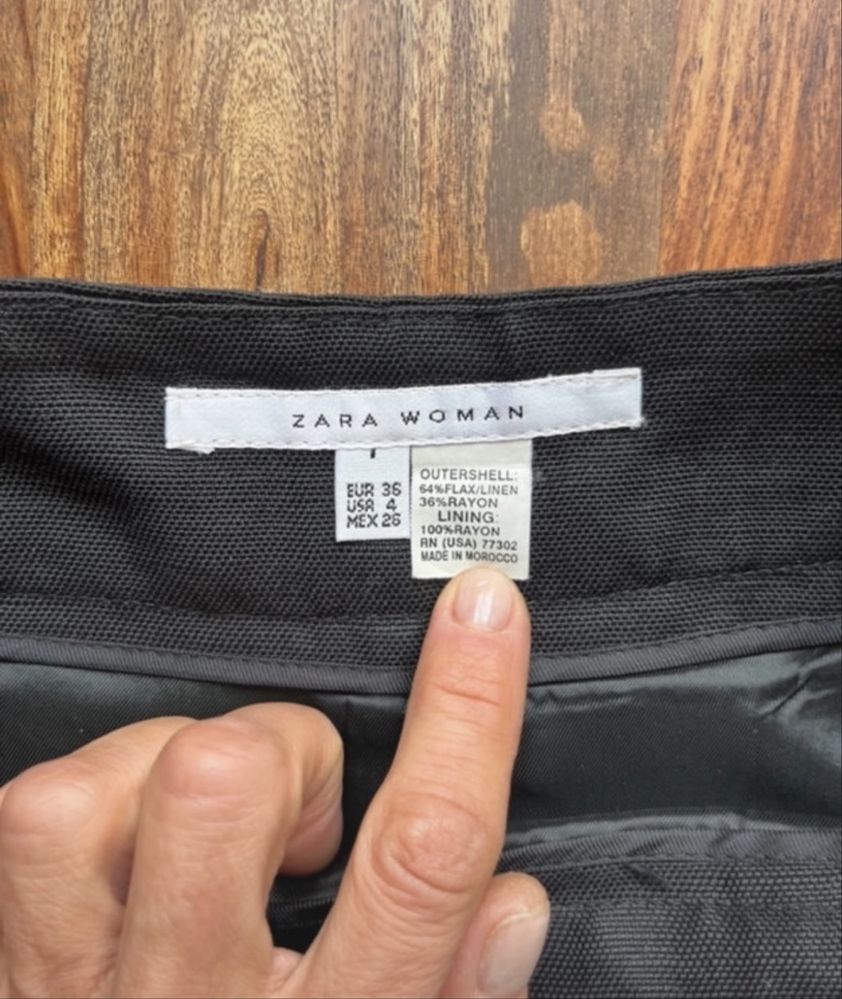 ZARA WOMAN
EUR 36
USA 4
MEX 26
OUTERSHELL:
64%FLAX/LINEN
36%RAYON
LINING:
100%RAYON
RN (USA) 77302
MADE IN MOROCCO